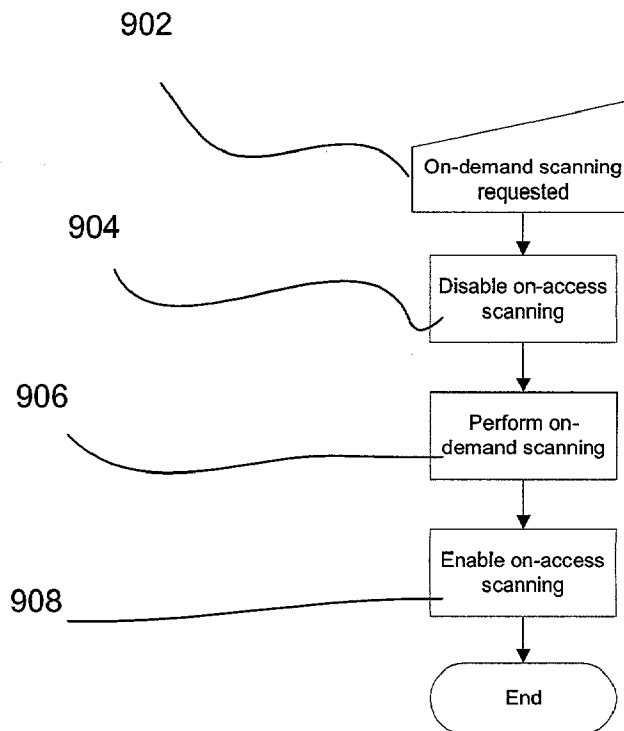 902
On-demand scanning
requested
904
Disable on-access
scanning
906
Perform on-
demand scanning
Enable on-access
scanning
908
End